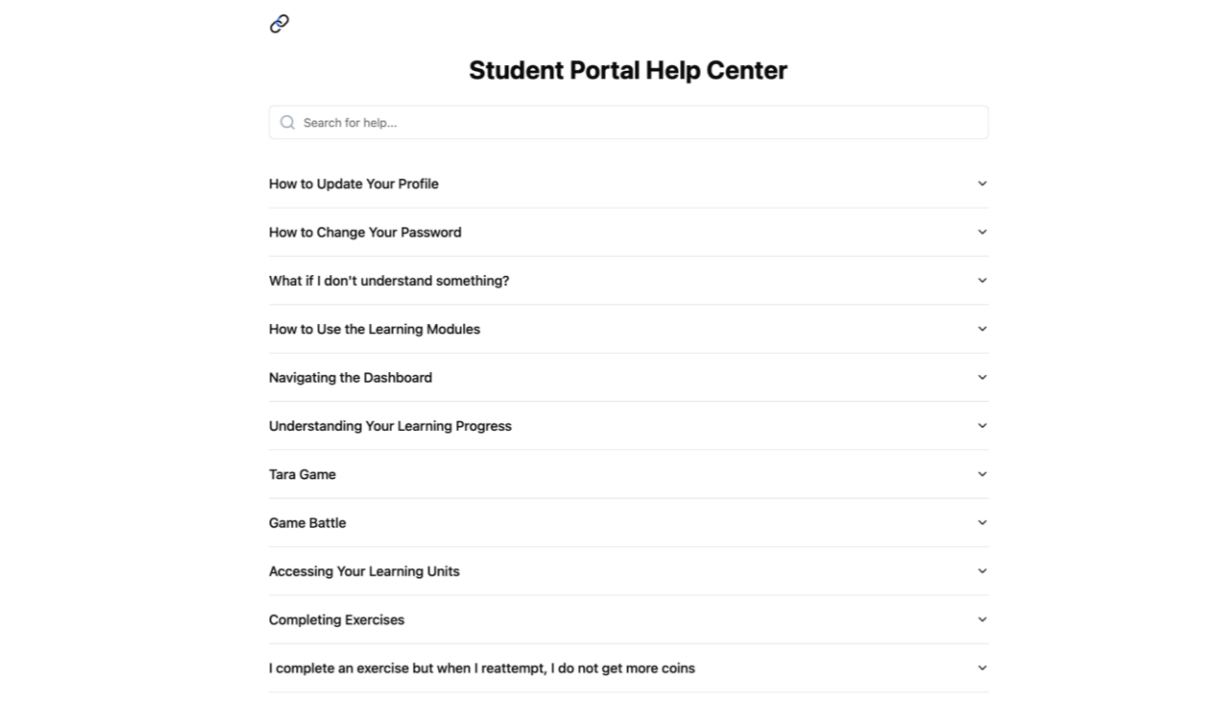 Student Portal Help Center
Search for help...
How to Update Your Profile
How to Change Your Password
What if I don't understand something?
How to Use the Learning Modules
Navigating the Dashboard
Understanding Your Learning Progress
Tara Game
Game Battle
Accessing Your Learning Units
Completing Exercises
I complete an exercise but when I reattempt, I do not get more coins